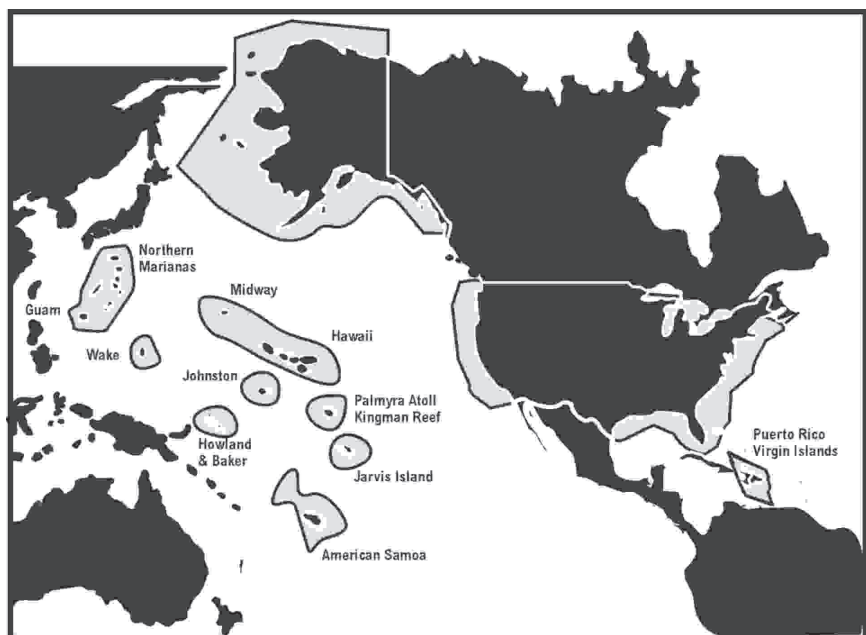 Northern
Marianas
Guam
Wake
Midway
Hawaii
Johnston
Palmyra Atoll
Kingman Reef
Howland
& Baker
Jarvis Island
American Samoa
Puerto Rico
Virgin Islands